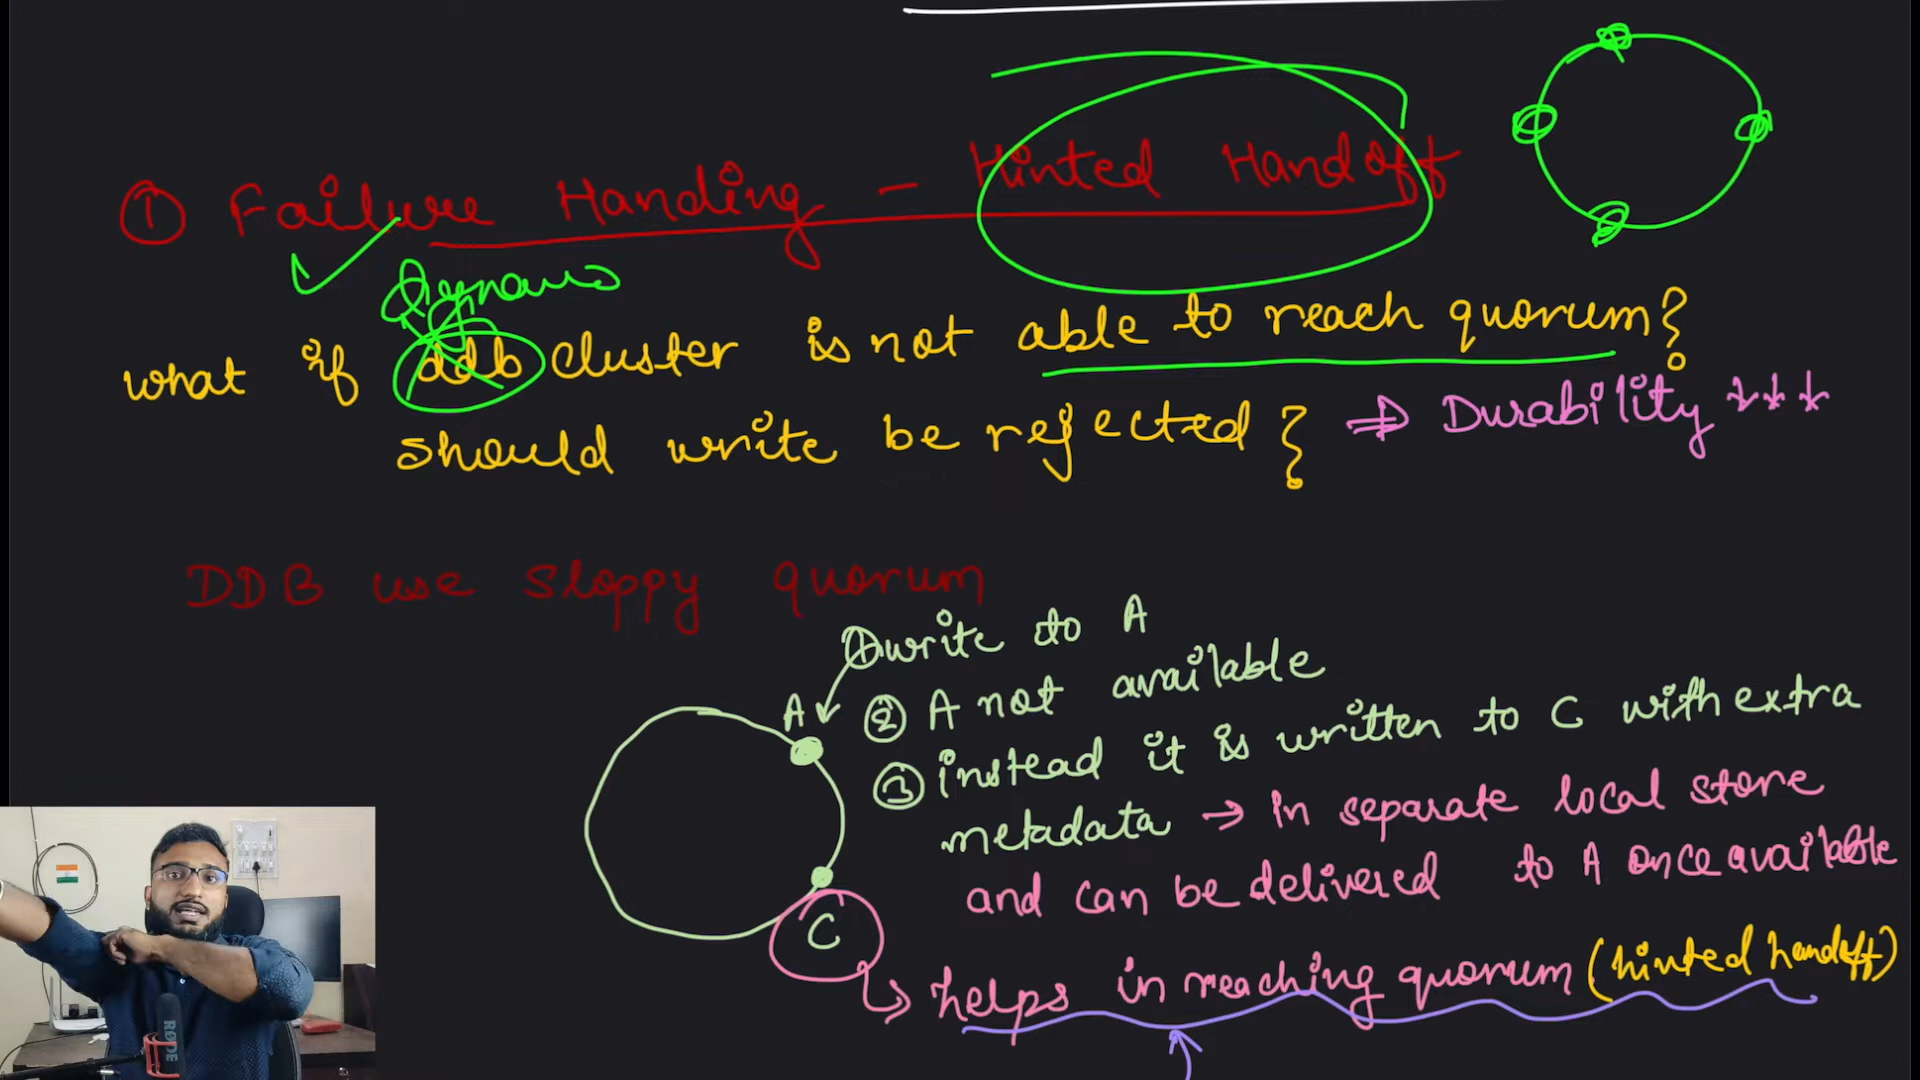 ① Failure Handing - Hinted Handoff
Dynamo
what if ddb cluster is not able to reach quorum?
should write be rejected? ⇒ Durability ↓↓↓
DDB use sloppy quorum
① write to A
A
② A not available
③ instead it is written to C with extra
metadata → in separate local store
and can be delivered to A once available
C
helps in reaching quorum (hinted handoff)
RØDE